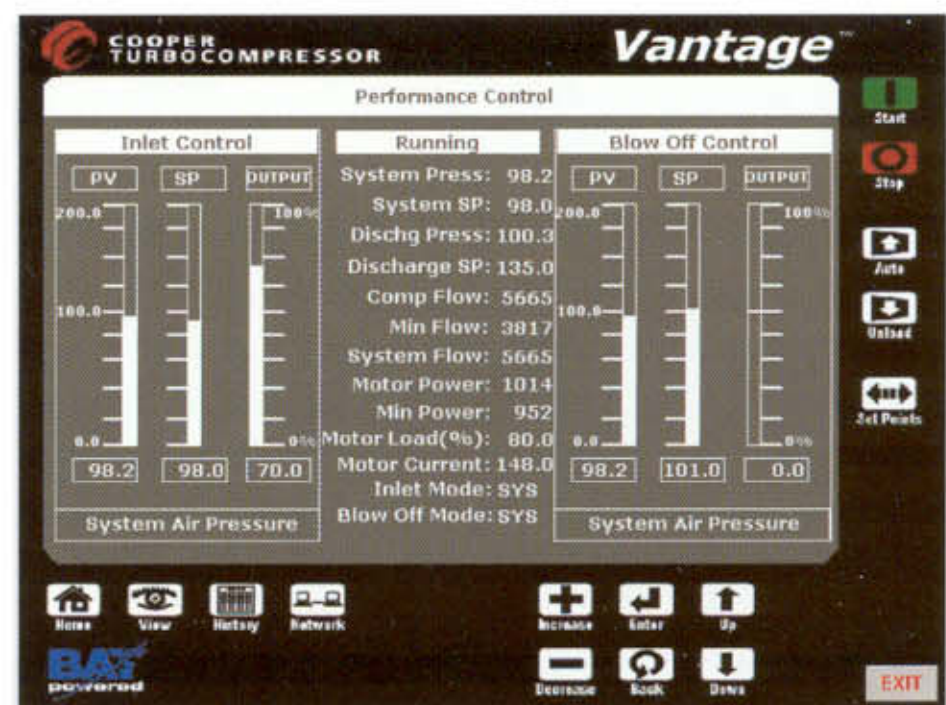 COOPER
TURBOCOMPRESSOR
Vantage™
Performance Control
Inlet Control
PV SP OUTPUT
200.0 100%
100.0
0.0 0%
98.2 98.0 70.0
System Air Pressure
Running
System Press: 98.2
System SP: 98.0
Dischg Press: 100.3
Discharge SP: 135.0
Comp Flow: 5665
Min Flow: 3817
System Flow: 5665
Motor Power: 1014
Min Power: 952
Motor Load(%): 80.0
Motor Current: 148.0
Inlet Mode: SYS
Blow Off Mode: SYS
Blow Off Control
PV SP OUTPUT
200.0 100%
100.0
0.0 0%
98.2 101.0 0.0
System Air Pressure
Start
Stop
Auto
Unload
Set Points
Home View History Network
Increase Enter Up
Decrease Back Down
powered
EXIT